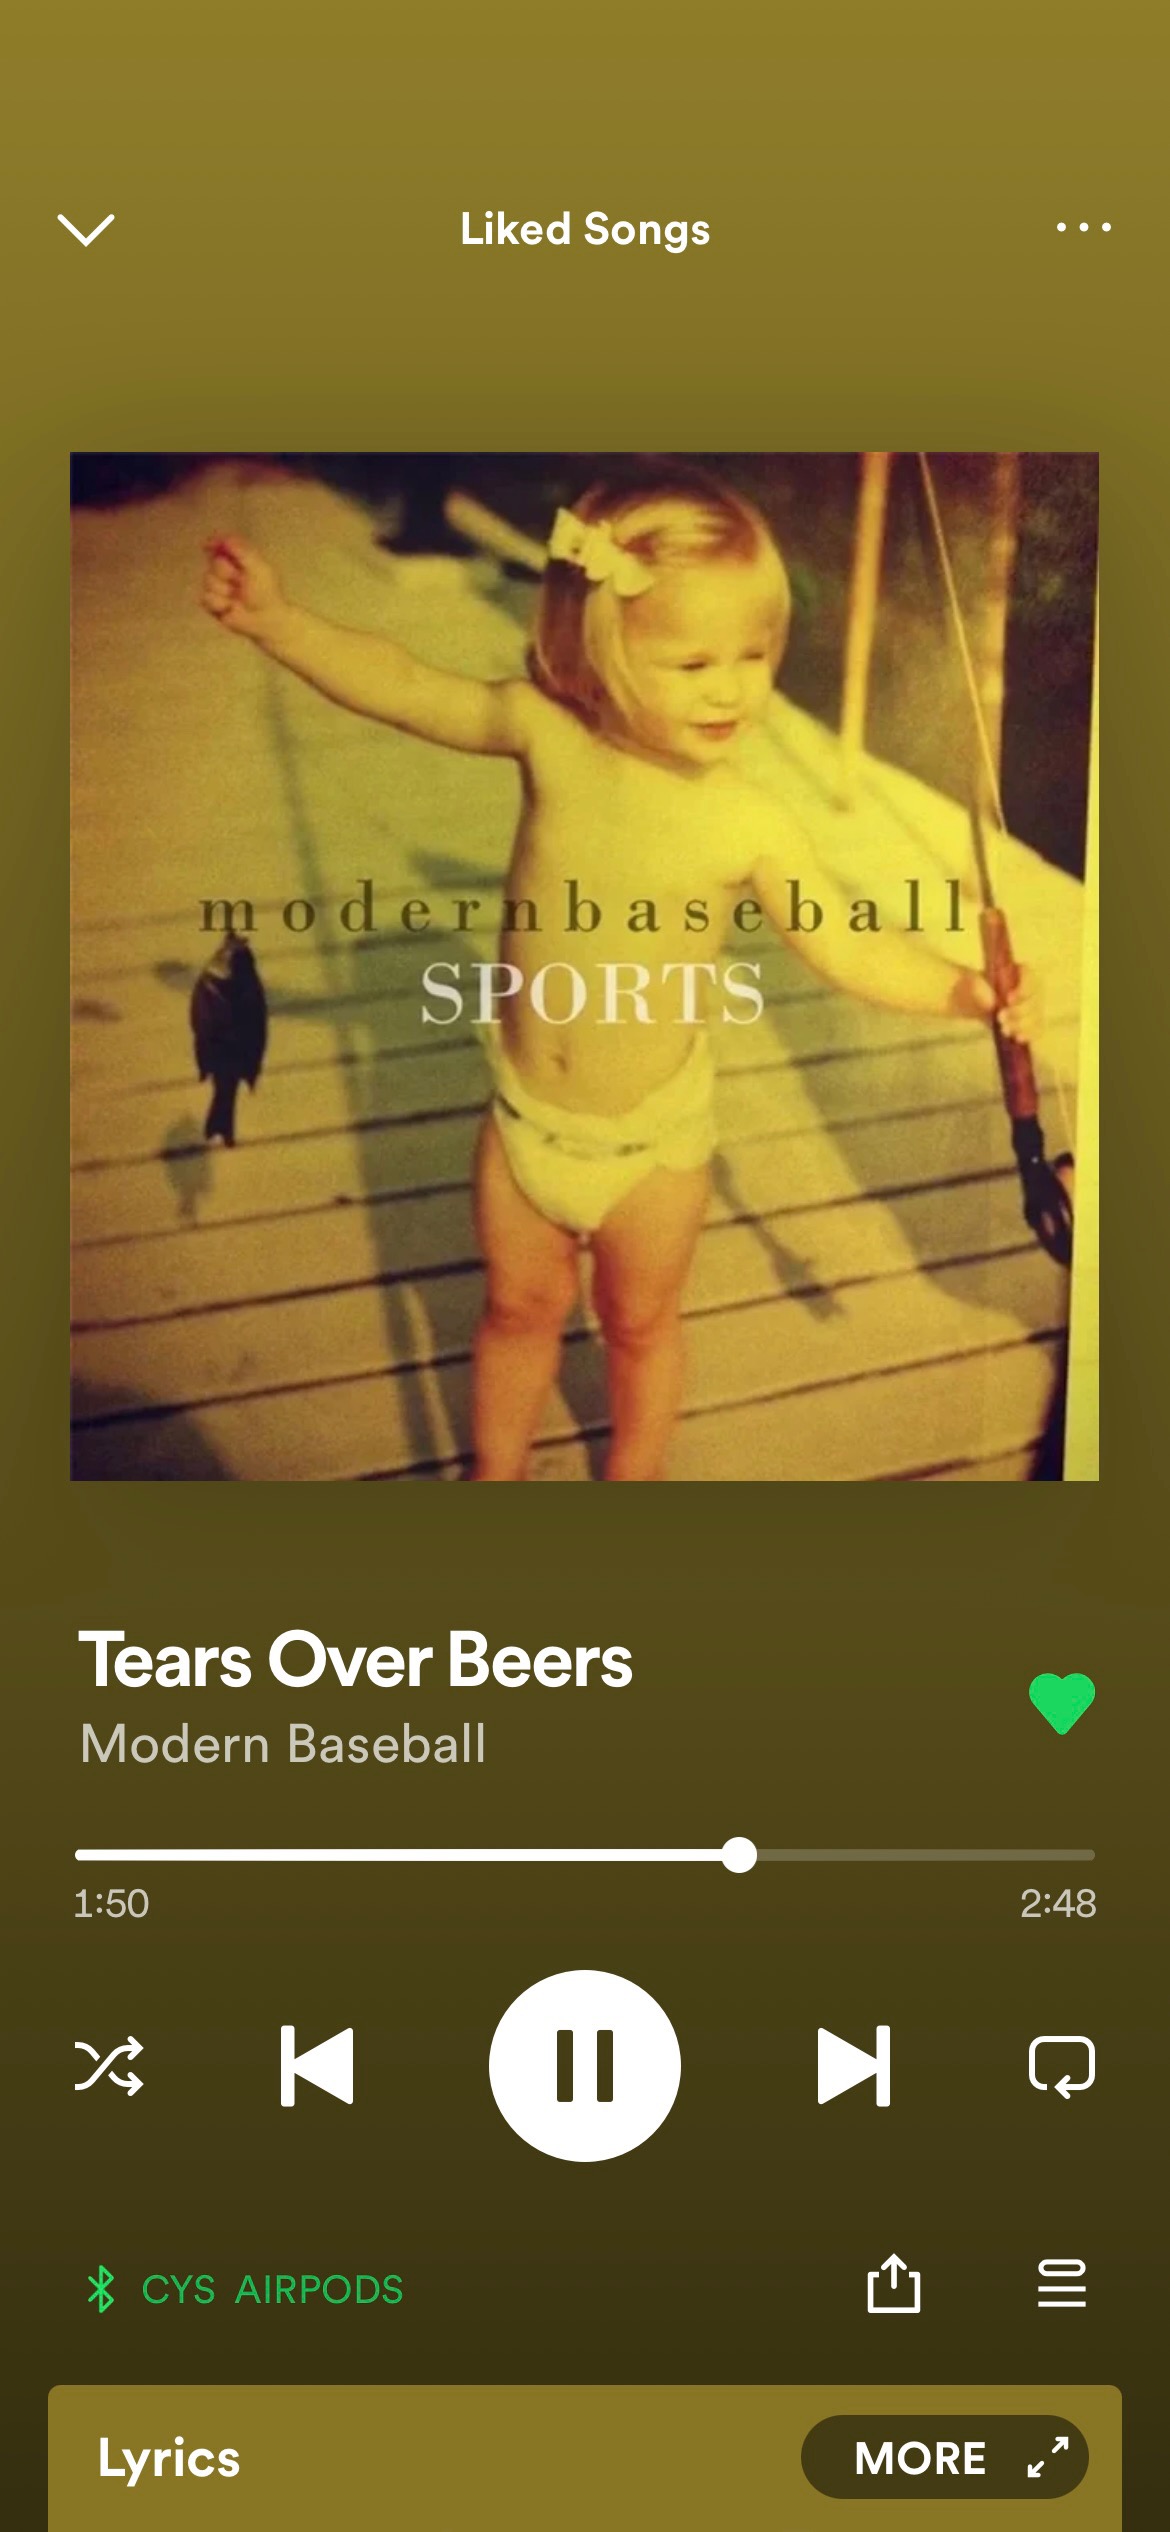 Liked Songs
modernbaseball
SPORTS
Tears Over Beers
Modern Baseball
1:50 2:48
CYS AIRPODS
Lyrics MORE